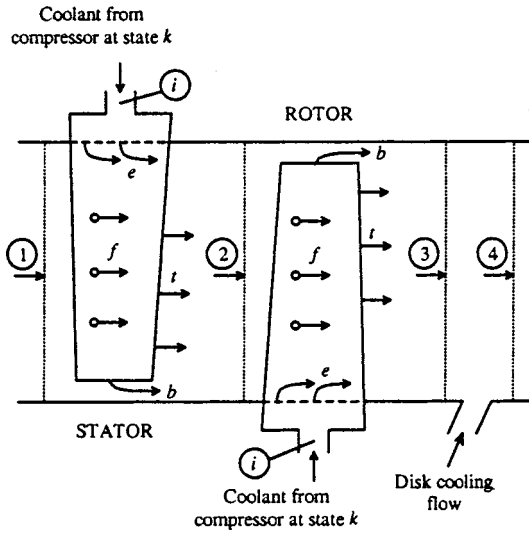 Coolant from
compressor at state k
i
ROTOR
e
b
f
t
1
2
f
t
3
4
b
e
STATOR
i
Coolant from
compressor at state k
Disk cooling
flow